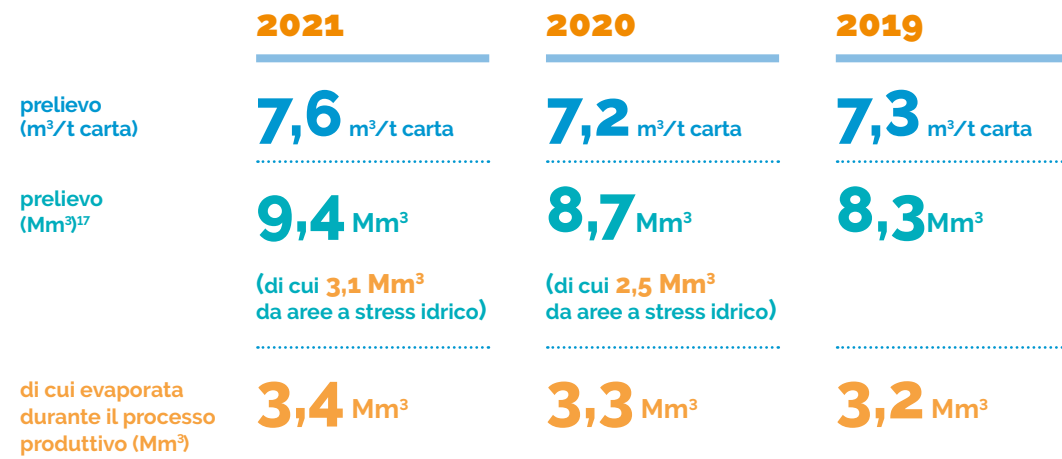 2021 2020 2019
prelievo
(m³/t carta)
7,6 m³/t carta 7,2 m³/t carta 7,3 m³/t carta
prelievo
(Mm³)¹⁷
9,4 Mm³ 8,7 Mm³ 8,3 Mm³
(di cui 3,1 Mm³
da aree a stress idrico)
(di cui 2,5 Mm³
da aree a stress idrico)
di cui evaporata
durante il processo
produttivo (Mm³)
3,4 Mm³ 3,3 Mm³ 3,2 Mm³